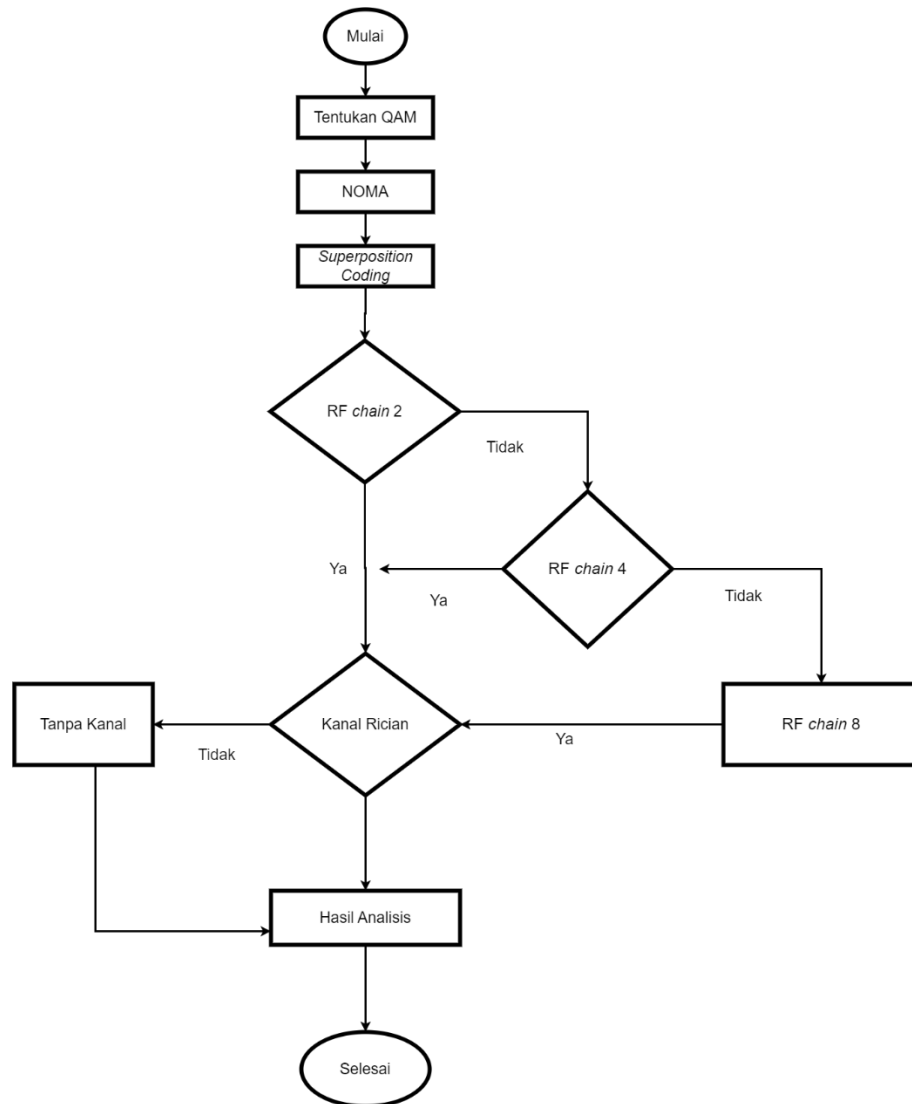 Mulai
Tentukan QAM
NOMA
Superposition
Coding
RF chain 2
Tidak
RF chain 4
Ya
Ya
Tidak
Tanpa Kanal
Kanal Rician
RF chain 8
Ya
Tidak
Hasil Analisis
Selesai